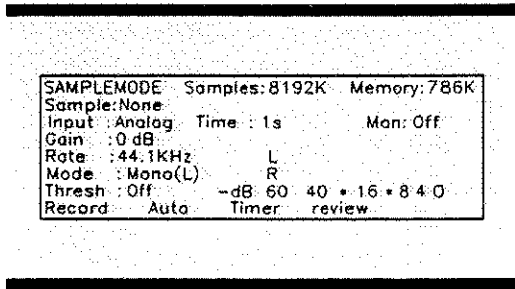 SAMPLEMODE Samples:8192K Memory:786K
Sample:None
Input :Analog Time : 1s Mon: Off
Gain :0 dB
Rate :44.1KHz L
Mode :Mono(L) R
Thresh :Off -dB 60 40 * 16 * 8 4 0
Record Auto Timer review